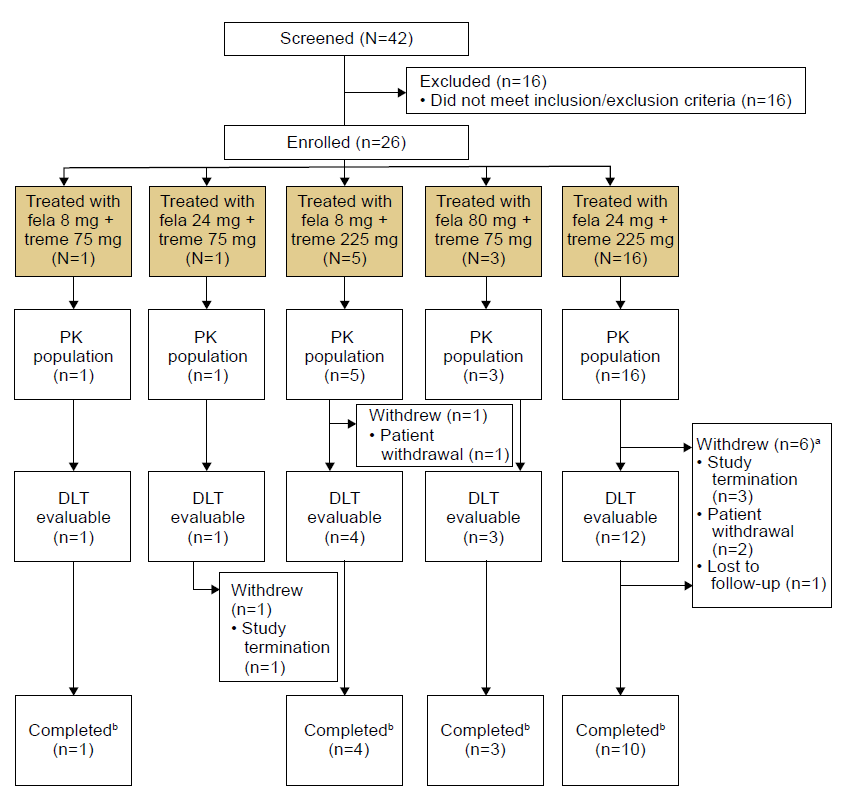 Screened (N=42)
Excluded (n=16)
• Did not meet inclusion/exclusion criteria (n=16)
Enrolled (n=26)
Treated with
fela 8 mg +
treme 75 mg
(N=1)
Treated with
fela 24 mg +
treme 75 mg
(N=1)
Treated with
fela 8 mg +
treme 225 mg
(N=5)
Treated with
fela 80 mg +
treme 75 mg
(N=3)
Treated with
fela 24 mg +
treme 225 mg
(N=16)
PK
population
(n=1)
PK
population
(n=1)
PK
population
(n=5)
PK
population
(n=3)
PK
population
(n=16)
Withdrew (n=1)
• Patient
withdrawal (n=1)
Withdrew (n=6)ᵃ
• Study
termination
(n=3)
• Patient
withdrawal
(n=2)
• Lost to
follow-up (n=1)
DLT
evaluable
(n=1)
DLT
evaluable
(n=1)
DLT
evaluable
(n=4)
DLT
evaluable
(n=3)
DLT
evaluable
(n=12)
Withdrew
(n=1)
• Study
termination
(n=1)
Completedᵇ
(n=1)
Completedᵇ
(n=4)
Completedᵇ
(n=3)
Completedᵇ
(n=10)